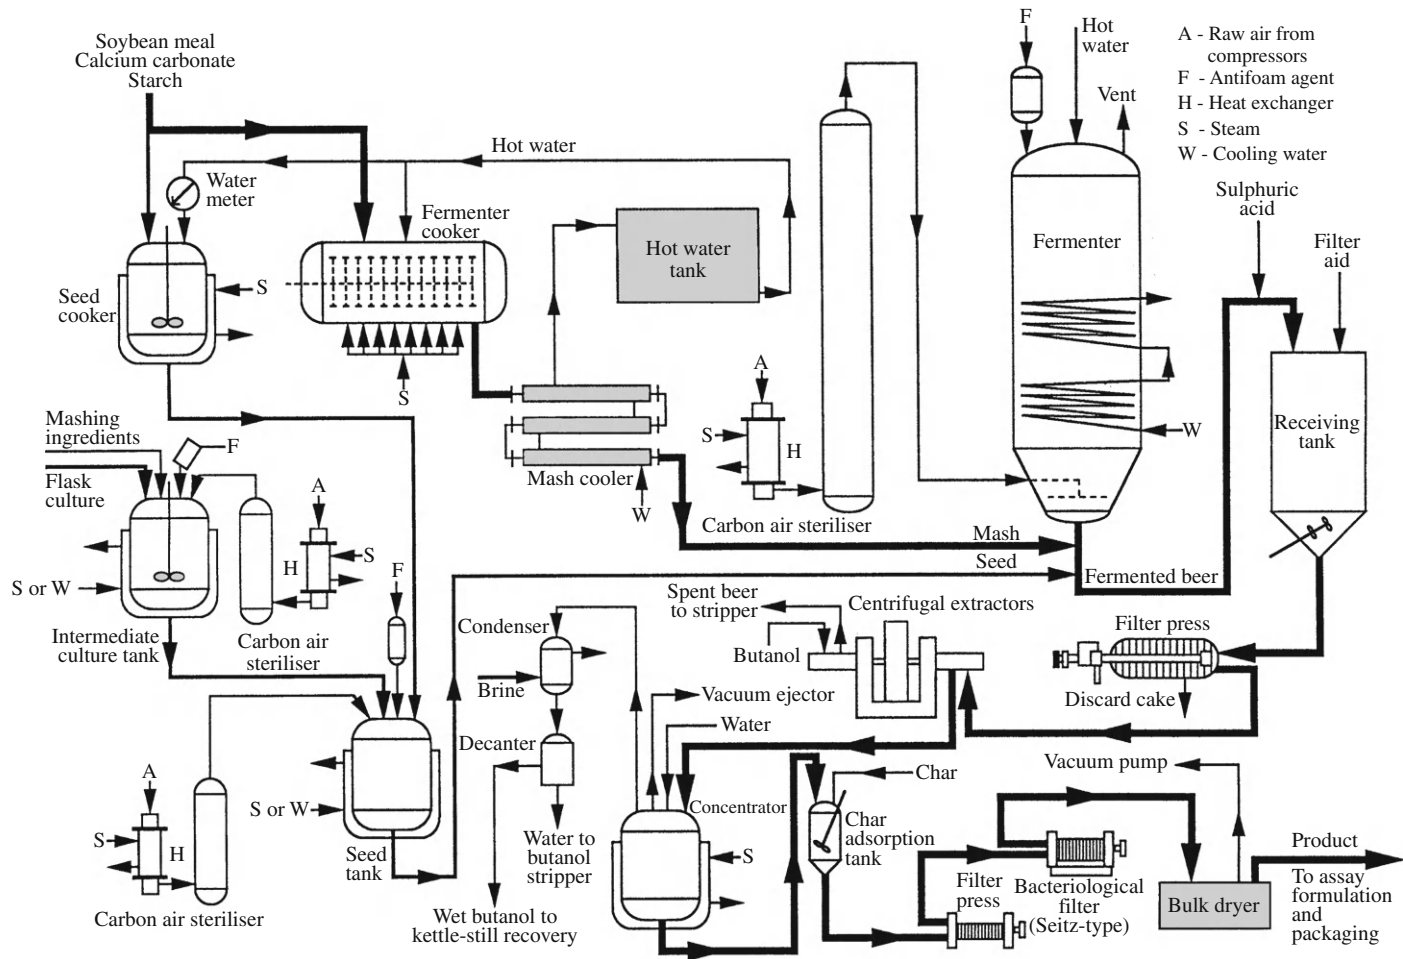 Soybean meal
Calcium carbonate
Starch
Hot water
Water
meter
Fermenter
cooker
Seed
cooker
S
S
Hot water
tank
F
Hot
water
Vent
A - Raw air from
compressors
F - Antifoam agent
H - Heat exchanger
S - Steam
W - Cooling water
Sulphuric
acid
Filter
aid
Fermenter
W
Receiving
tank
A
S
H
Carbon air steriliser
Mash cooler
W
Mash
Seed
Fermented beer
Mashing
ingredients
Flask
culture
F
A
S
H
S or W
Intermediate
culture tank
Carbon air
steriliser
F
A
S
H
Carbon air steriliser
S or W
Seed
tank
Condenser
Brine
Decanter
Water to
butanol
stripper
Wet butanol to
kettle-still recovery
Spent beer
to stripper
Butanol
Centrifugal extractors
Vacuum ejector
Water
Concentrator
S
Filter press
Discard cake
Char
Char
adsorption
tank
Filter
press
Bacteriological
filter
(Seitz-type)
Vacuum pump
Bulk dryer
Product
To assay
formulation
and
packaging